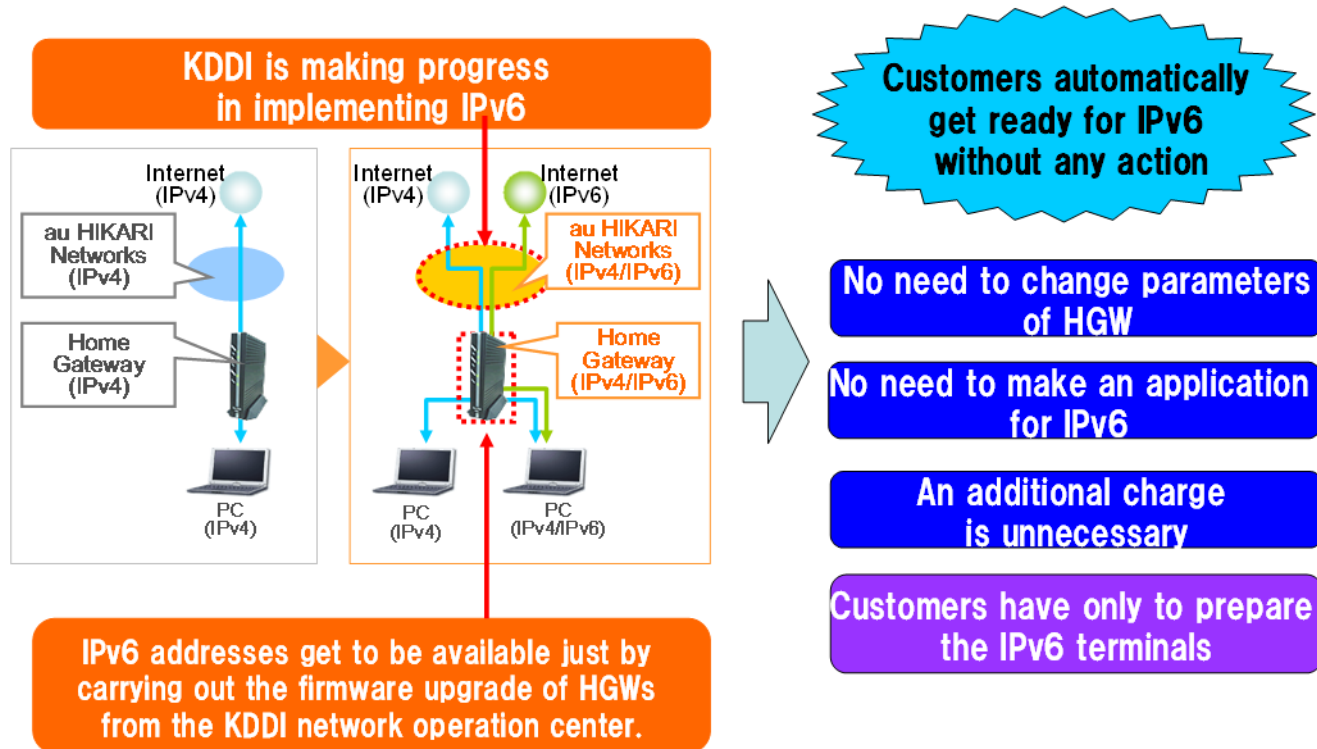 KDDI is making progress
in implementing IPv6
Internet
(IPv4)
au HIKARI
Networks
(IPv4)
Home
Gateway
(IPv4)
PC
(IPv4)
Internet
(IPv4)
Internet
(IPv6)
au HIKARI
Networks
(IPv4/IPv6)
Home
Gateway
(IPv4/IPv6)
PC
(IPv4)
PC
(IPv4/IPv6)
IPv6 addresses get to be available just by
carrying out the firmware upgrade of HGWs
from the KDDI network operation center.
Customers automatically
get ready for IPv6
without any action
No need to change parameters
of HGW
No need to make an application
for IPv6
An additional charge
is unnecessary
Customers have only to prepare
the IPv6 terminals